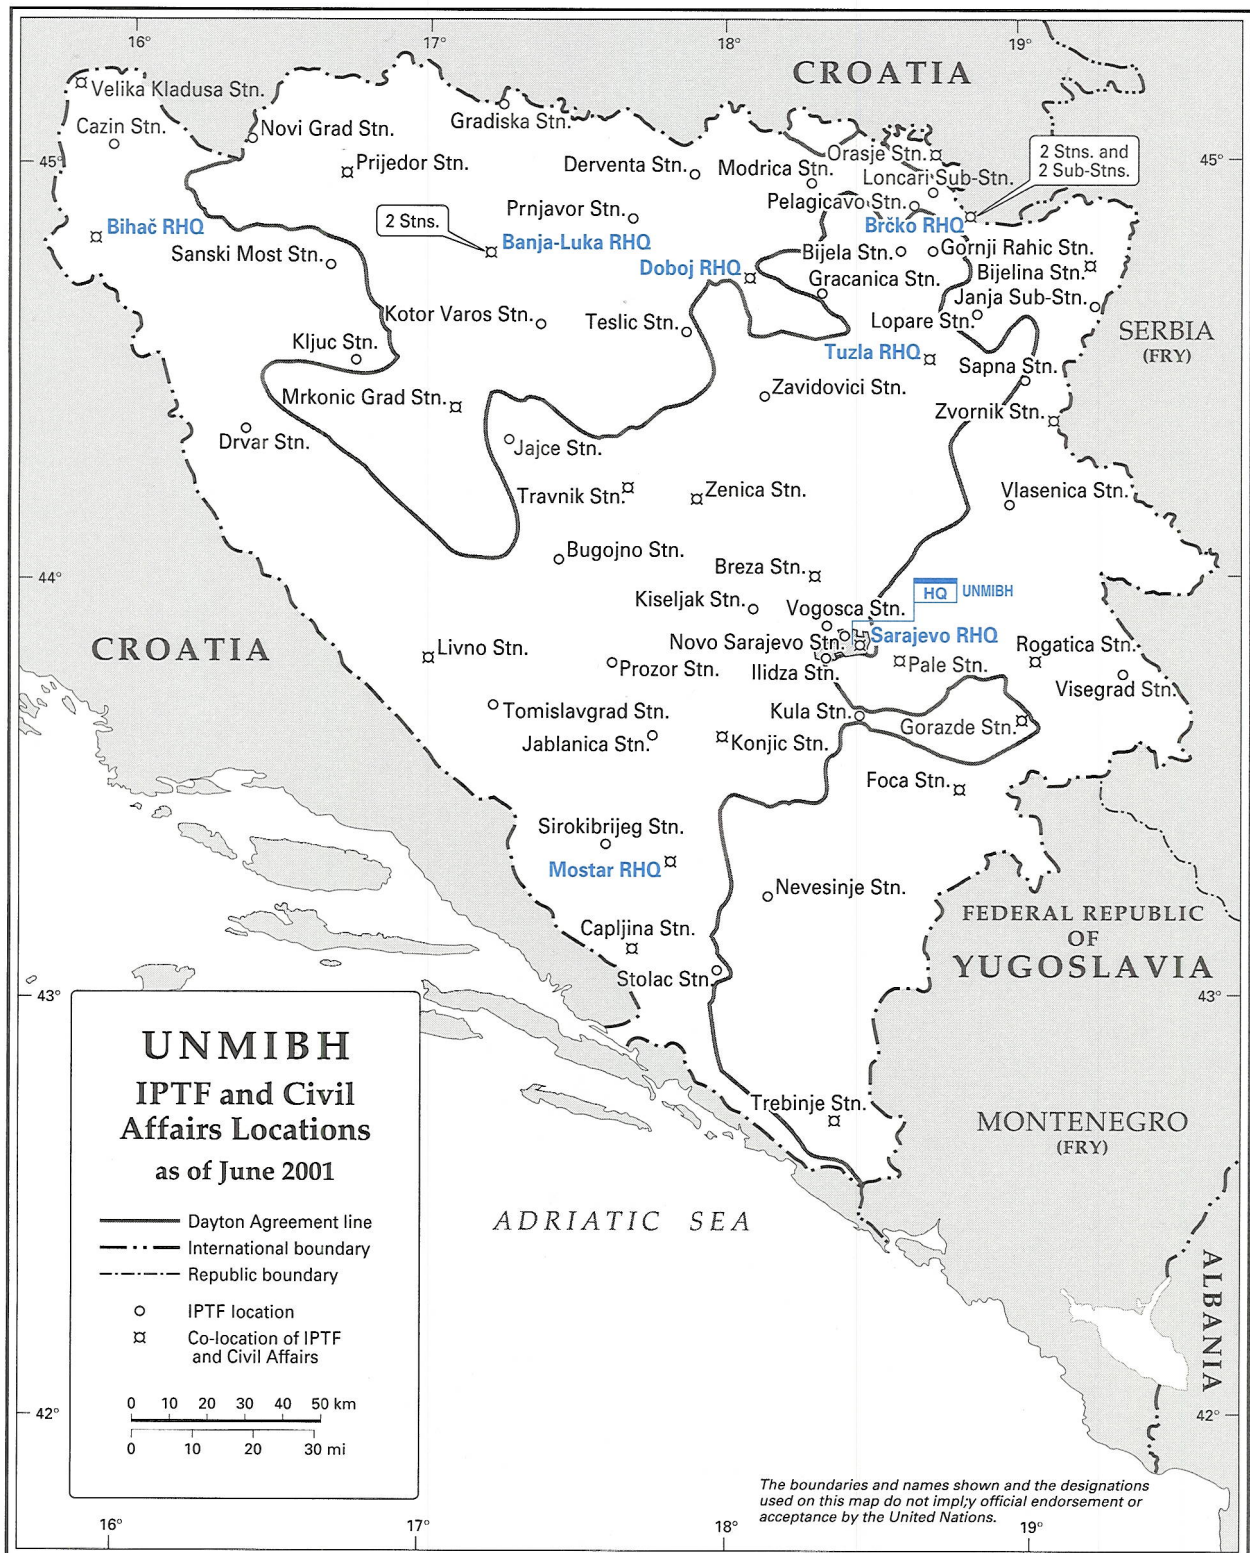 16°
17°
18°
19°
CROATIA
Velika Kladusa Stn.
Cazin Stn.
Novi Grad Stn.
Gradiska Stn.
45°
Prijedor Stn.
Derventa Stn.
Modrica Stn.
Orasje Stn.
Loncari Sub-Stn.
2 Stns. and
2 Sub-Stns.
45°
Pelagicavo Stn.
Prnjavor Stn.
2 Stns.
Bihač RHQ
Banja-Luka RHQ
Brčko RHQ
Sanski Most Stn.
Doboj RHQ
Bijela Stn.
Gornji Rahic Stn.
Bijelina Stn.
Gracanica Stn.
Janja Sub-Stn.
Kotor Varos Stn.
Teslic Stn.
Lopare Stn.
SERBIA
(FRY)
Kljuc Stn.
Tuzla RHQ
Sapna Stn.
Mrkonic Grad Stn.
Zavidovici Stn.
Zvornik Stn.
Drvar Stn.
Jajce Stn.
Travnik Stn.
Zenica Stn.
Vlasenica Stn.
Bugojno Stn.
44°
Breza Stn.
44°
HQ
UNMIBH
Kiseljak Stn.
Vogosca Stn.
CROATIA
Livno Stn.
Novo Sarajevo Stn.
Sarajevo RHQ
Rogatica Stn.
Prozor Stn.
Ilidza Stn.
Pale Stn.
Visegrad Stn.
Tomislavgrad Stn.
Kula Stn.
Gorazde Stn.
Jablanica Stn.
Konjic Stn.
Foca Stn.
Sirokibrijeg Stn.
Mostar RHQ
Nevesinje Stn.
FEDERAL REPUBLIC
OF
YUGOSLAVIA
Capljina Stn.
Stolac Stn.
43°
43°
UNMIBH
IPTF and Civil
Affairs Locations
as of June 2001
Trebinje Stn.
MONTENEGRO
(FRY)
Dayton Agreement line
International boundary
Republic boundary
ADRIATIC SEA
IPTF location
Co-location of IPTF
and Civil Affairs
ALBANIA
0 10 20 30 40 50 km
0 10 20 30 mi
42°
42°
The boundaries and names shown and the designations
used on this map do not impl;y official endorsement or
acceptance by the United Nations.
16°
17°
18°
19°